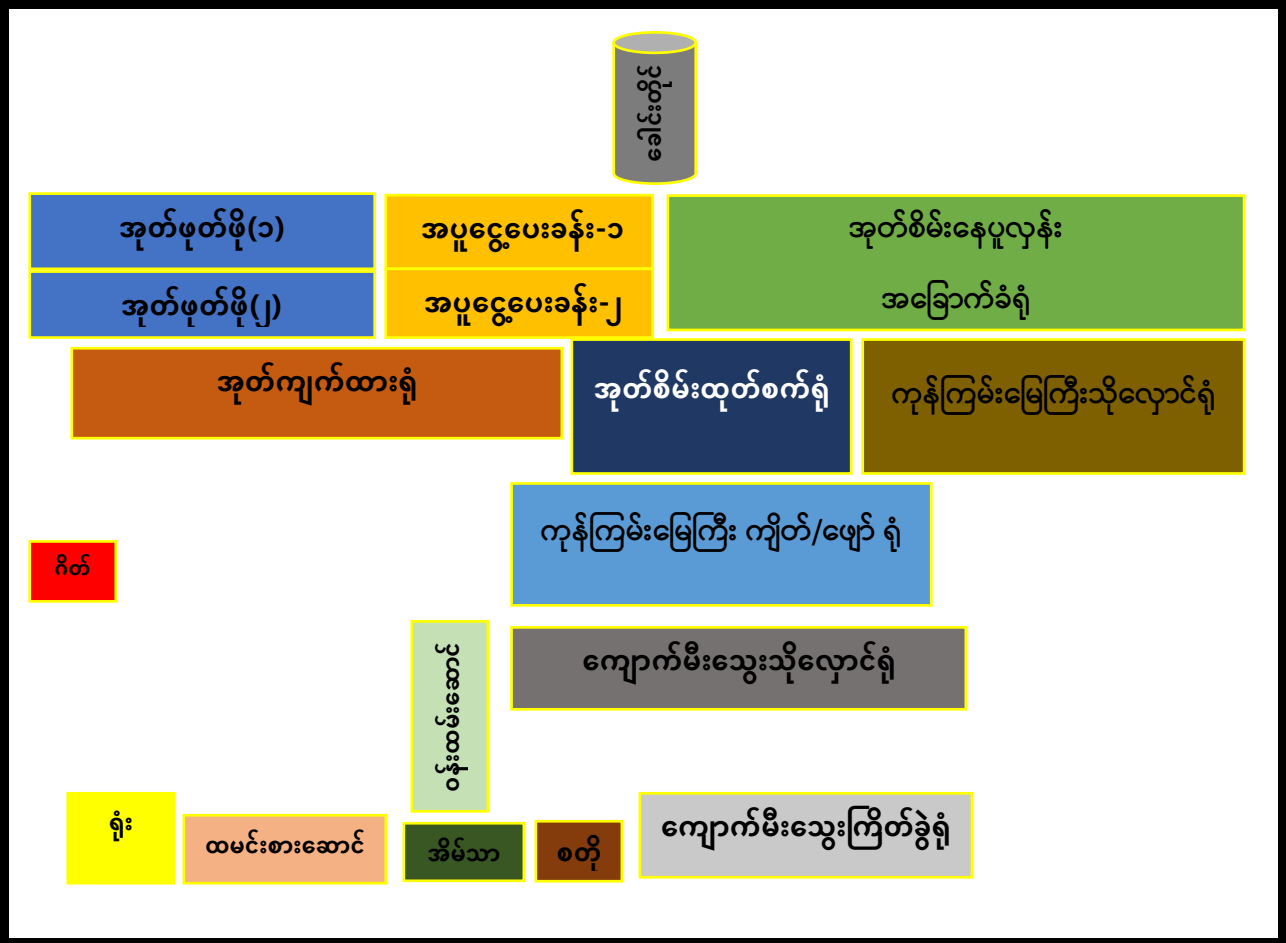 ခေါင်းတိုင်
အုတ်ဖုတ်ဖို(၁)
အပူငွေ့ပေးခန်း-၁
အုတ်စိမ်းနေပူလှန်း
အခြောက်ခံရုံ
အုတ်ဖုတ်ဖို(၂)
အပူငွေ့ပေးခန်း-၂
အုတ်ကျက်ထားရုံ
အုတ်စိမ်းထုတ်စက်ရုံ
ကုန်ကြမ်းမြေကြီးသိုလှောင်ရုံ
ကုန်ကြမ်းမြေကြီး ကျိတ်/ဖျော် ရုံ
ဂိတ်
ဝန်းထမ်းဆောင်
ကျောက်မီးသွေးသိုလှောင်ရုံ
ရုံး
ထမင်းစားဆောင်
အိမ်သာ
စတို
ကျောက်မီးသွေးကြိတ်ခွဲရုံ